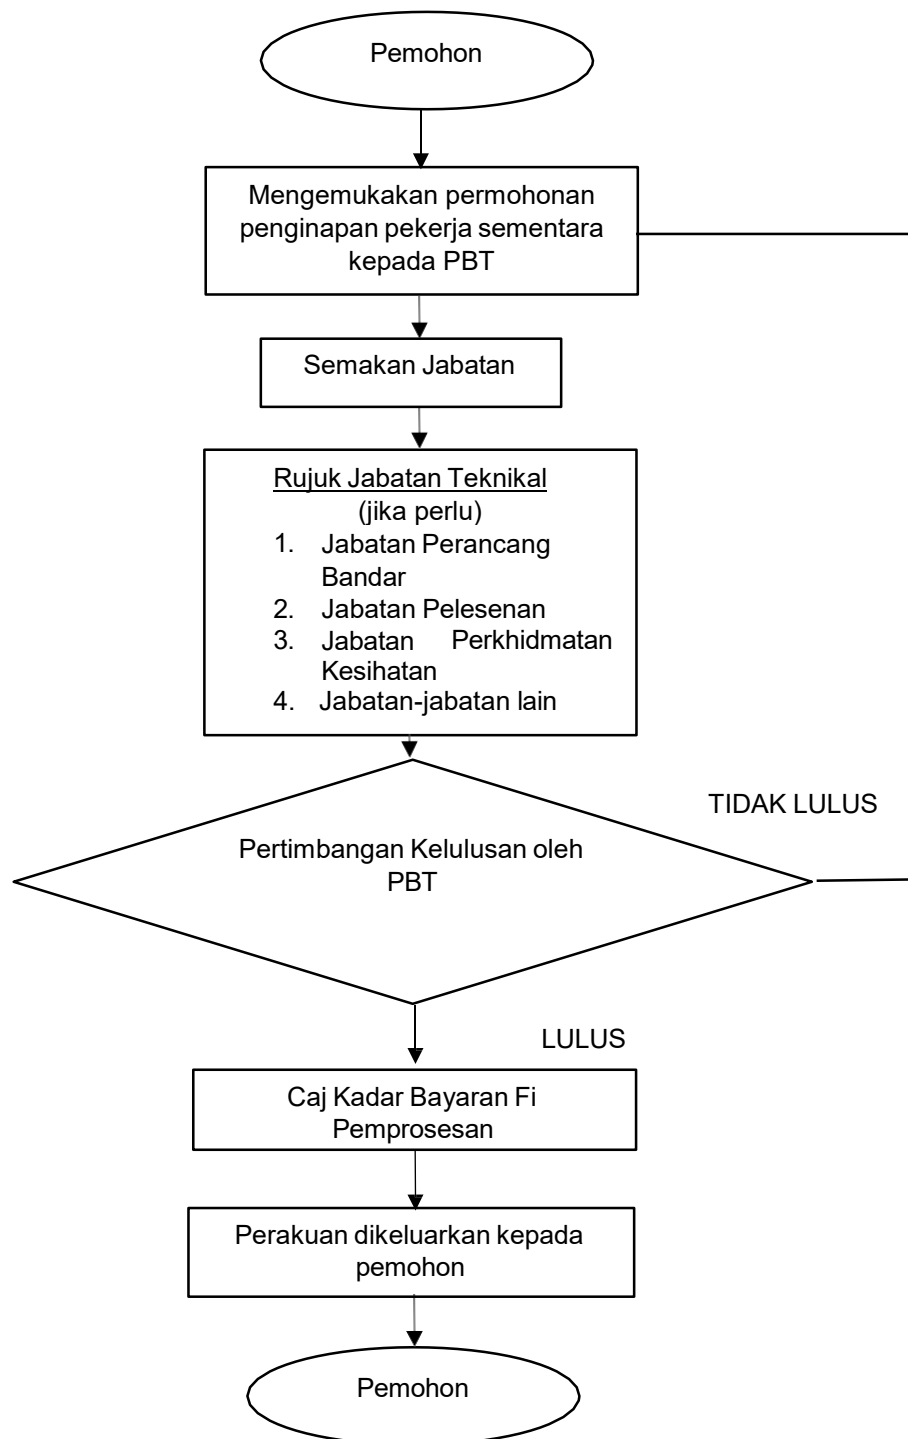 Pemohon
Mengemukakan permohonan
penginapan pekerja sementara
kepada PBT
Semakan Jabatan
Rujuk Jabatan Teknikal
(jika perlu)
1. Jabatan Perancang
Bandar
2. Jabatan Pelesenan
3. Jabatan Perkhidmatan
Kesihatan
4. Jabatan-jabatan lain
TIDAK LULUS
Pertimbangan Kelulusan oleh
PBT
LULUS
Caj Kadar Bayaran Fi
Pemprosesan
Perakuan dikeluarkan kepada
pemohon
Pemohon